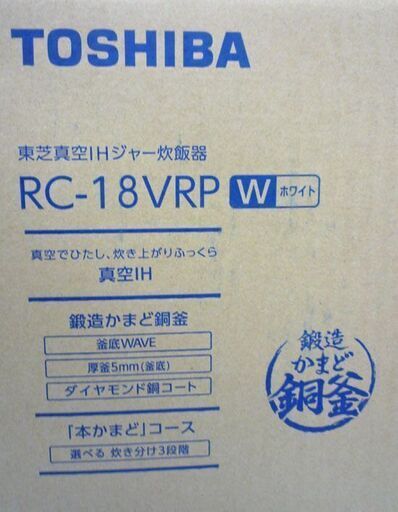 TOSHIBA
東芝真空IHジャー炊飯器
RC-18VRP W ホワイト
真空でひたし、炊き上がりふっくら
真空IH
鍛造かまど銅釜
釜底WAVE
厚釜5mm(釜底)
ダイヤモンド銅コート
「本かまど」コース
選べる 炊き分け3段階
鍛造
かまど
銅釜